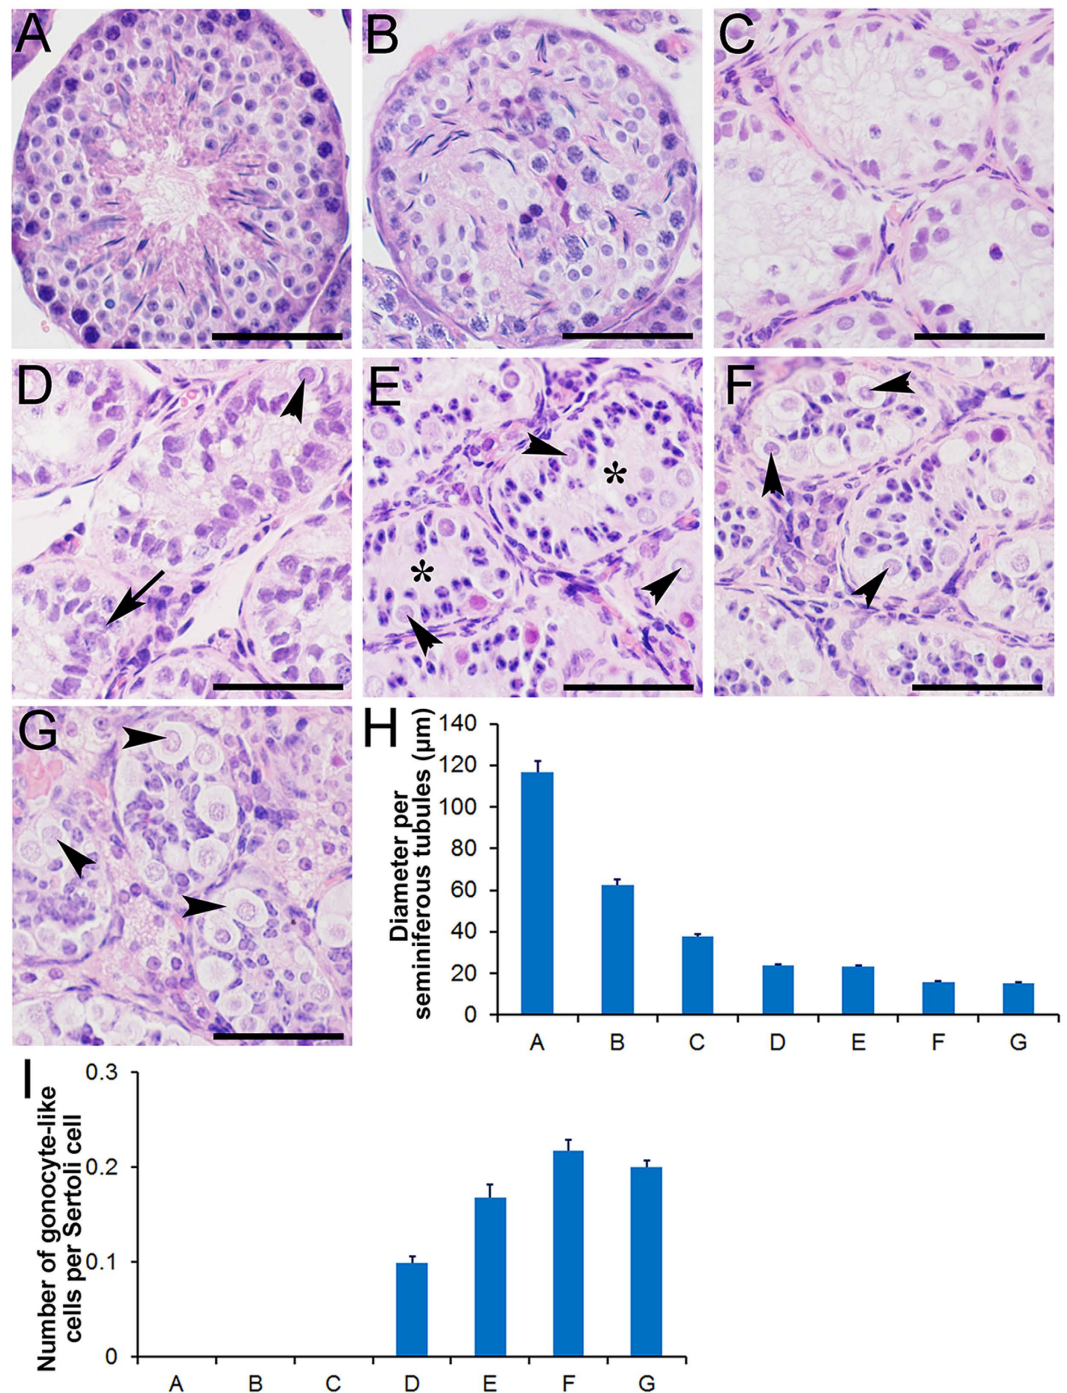 A
B
C
D
E
*
*
F
G
H
Diameter per
seminiferous tubules (μm)
140
120
100
80
60
40
20
0
A B C D E F G
I
Number of gonocyte-like
cells per Sertoli cell
0.3
0.2
0.1
0
A B C D E F G